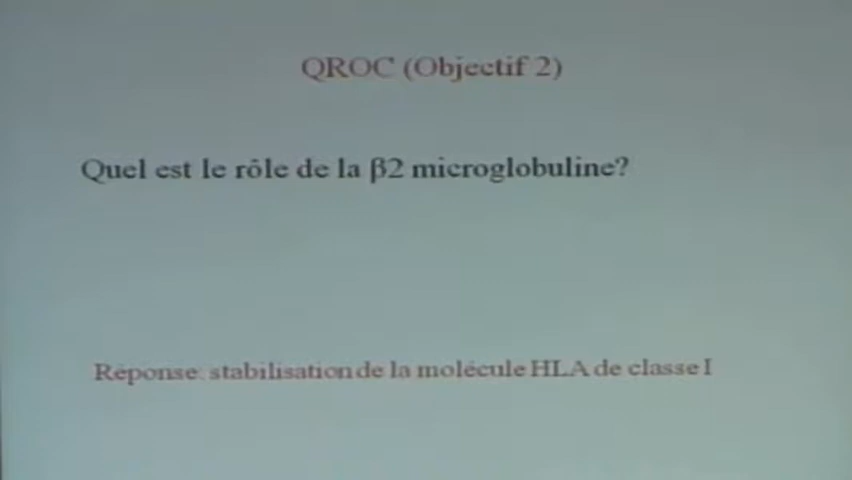 QROC (Objectif 2)
Quel est le rôle de la β2 microglobuline?
Réponse: stabilisation de la molécule HLA de classe I